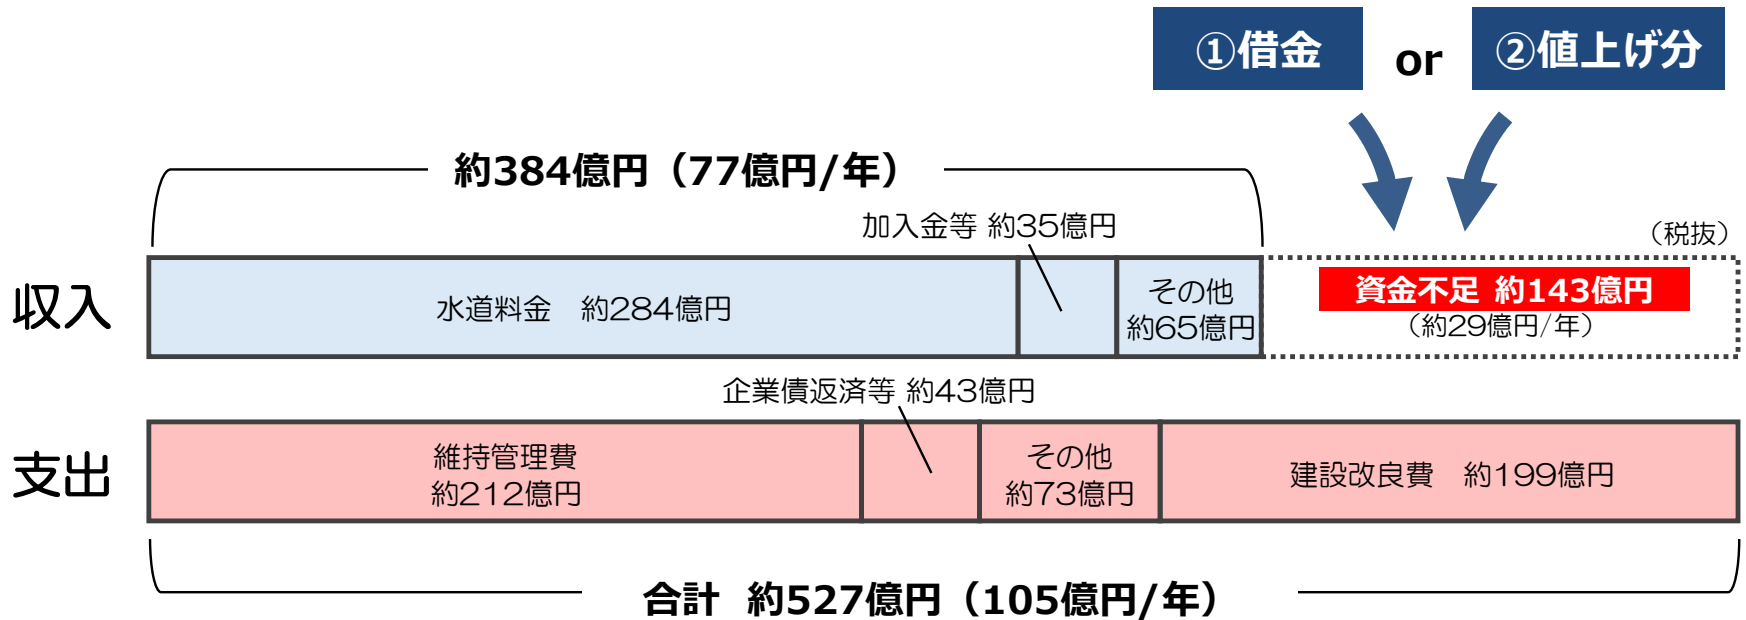 ①借金 or ②値上げ分
約384億円（77億円/年）
加入金等 約35億円
（税抜）
収入
水道料金　約284億円
その他
約65億円
資金不足 約143億円
（約29億円/年）
企業債返済等 約43億円
支出
維持管理費
約212億円
その他
約73億円
建設改良費　約199億円
合計 約527億円（105億円/年）